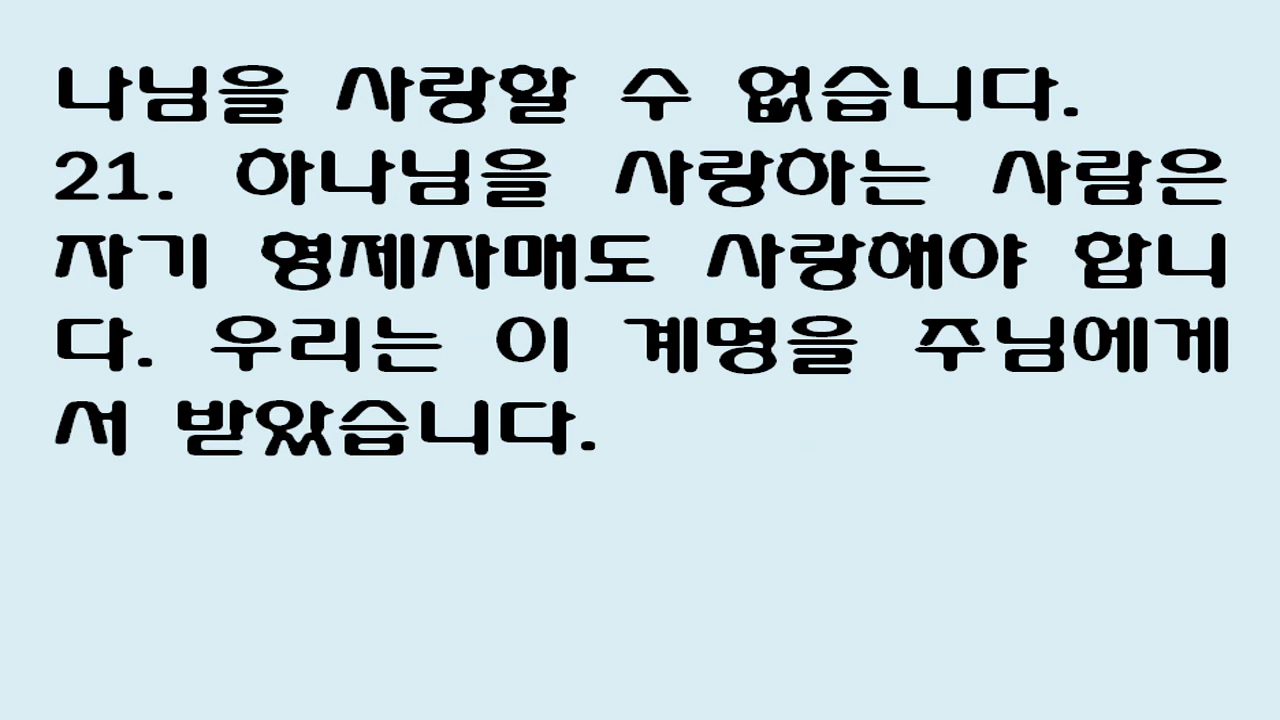 나님을 사랑할 수 없습니다.
21. 하나님을 사랑하는 사람은
자기 형제자매도 사랑해야 합니
다. 우리는 이 계명을 주님에게
서 받았습니다.